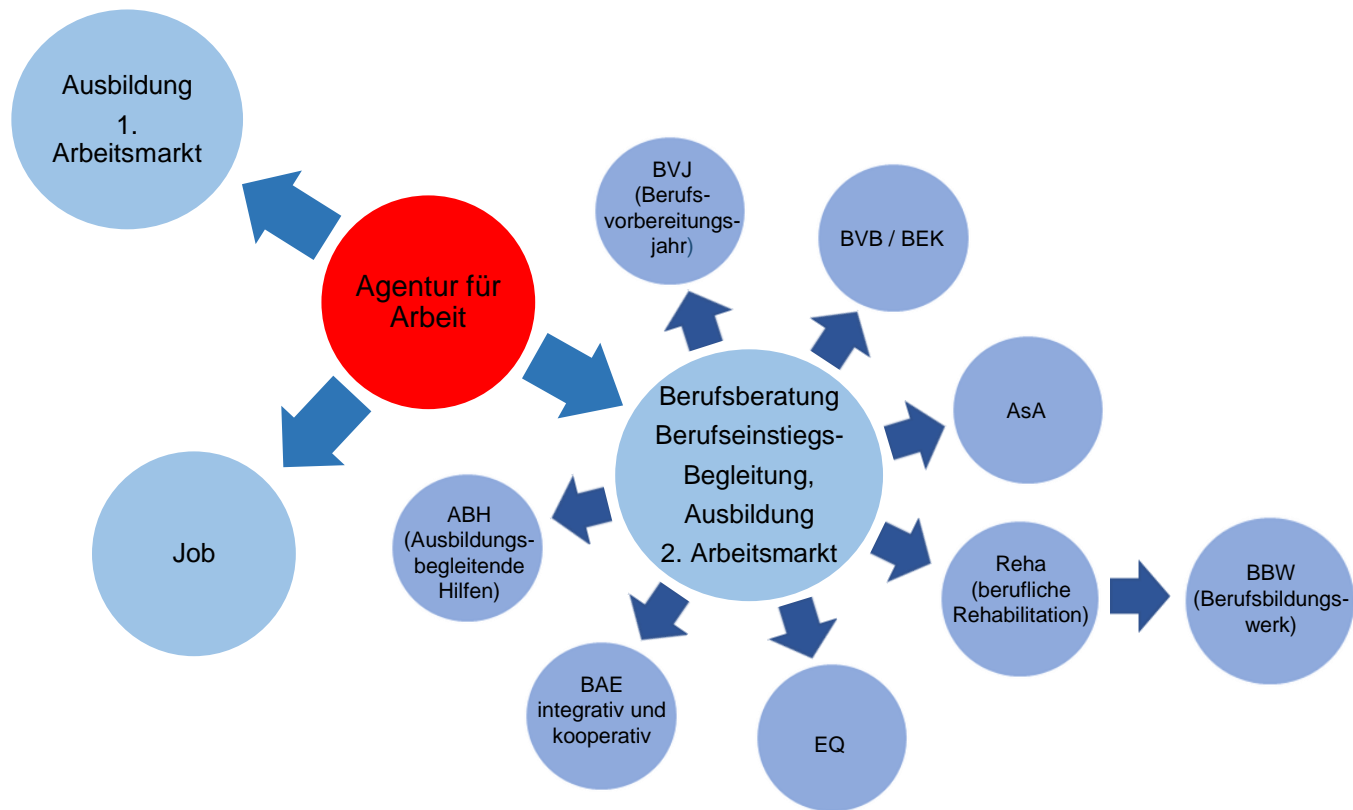 Ausbildung
1.
Arbeitsmarkt
Agentur für
Arbeit
Job
BVJ
(Berufs-
vorbereitungs-
jahr)
BVB / BEK
Berufsberatung
Berufseinstiegs-
Begleitung,
Ausbildung
2. Arbeitsmarkt
AsA
ABH
(Ausbildungs-
begleitende
Hilfen)
Reha
(berufliche
Rehabilitation)
BBW
(Berufsbildungs-
werk)
BAE
integrativ und
kooperativ
EQ